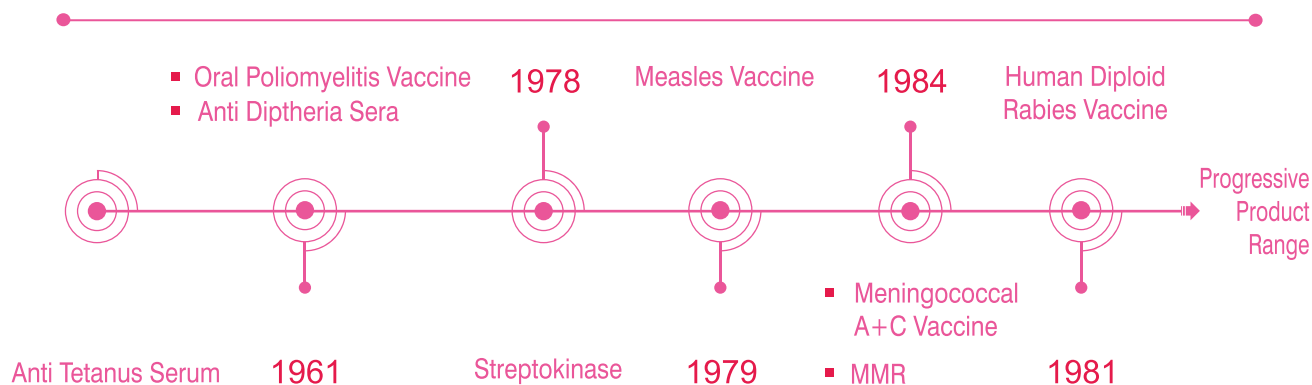 Oral Poliomyelitis Vaccine
Anti Diptheria Sera
1978
Measles Vaccine
1984
Human Diploid
Rabies Vaccine
Progressive
Product
Range
Anti Tetanus Serum
1961
Streptokinase
1979
Meningococcal
A+C Vaccine
MMR
1981